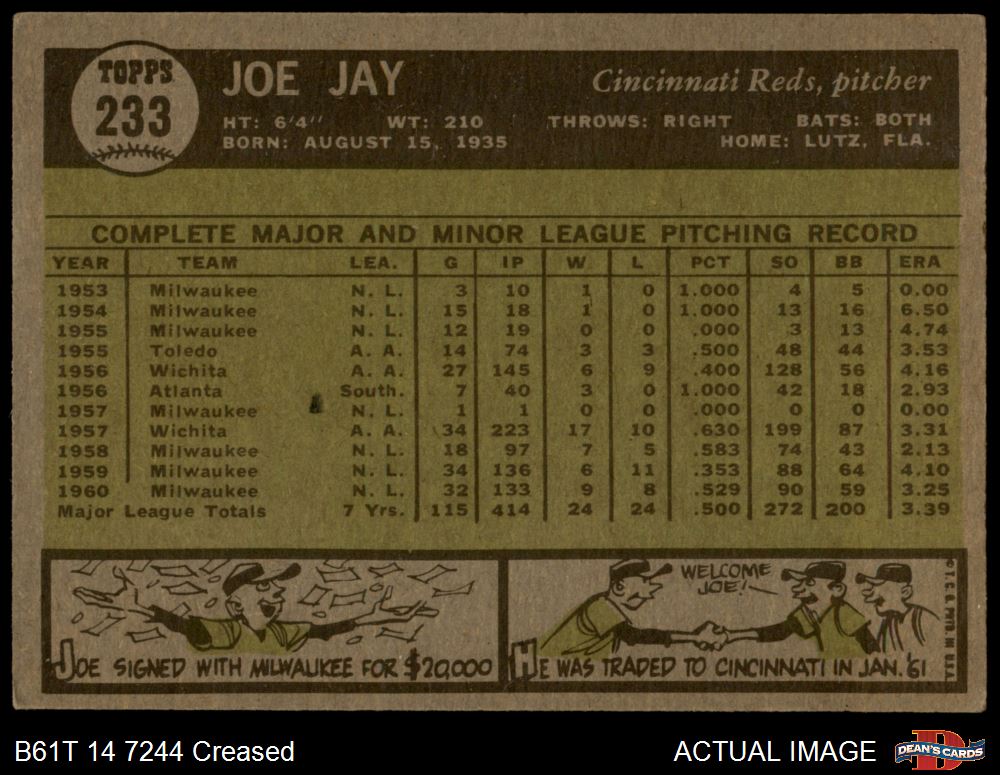 TOPPS
233
JOE JAY
Cincinnati Reds, pitcher
HT: 6'4" WT: 210 THROWS: RIGHT BATS: BOTH
BORN: AUGUST 15, 1935 HOME: LUTZ, FLA.
COMPLETE MAJOR AND MINOR LEAGUE PITCHING RECORD
YEAR TEAM LEA. G IP W L PCT SO BB ERA
1953 Milwaukee N. L. 3 10 1 0 1.000 4 5 0.00
1954 Milwaukee N. L. 15 18 1 0 1.000 13 16 6.50
1955 Milwaukee N. L. 12 19 0 0 .000 3 13 4.74
1955 Toledo A. A. 14 74 3 3 .500 48 44 3.53
1956 Wichita A. A. 27 145 6 9 .400 128 56 4.16
1956 Atlanta South. 7 40 3 0 1.000 42 18 2.93
1957 Milwaukee N. L. 1 1 0 0 .000 0 0 0.00
1957 Wichita A. A. 34 223 17 10 .630 199 87 3.31
1958 Milwaukee N. L. 18 97 7 5 .583 74 43 2.13
1959 Milwaukee N. L. 34 136 6 11 .353 88 64 4.10
1960 Milwaukee N. L. 32 133 9 8 .529 90 59 3.25
Major League Totals 7 Yrs. 115 414 24 24 .500 272 200 3.39
JOE SIGNED WITH MILWAUKEE FOR $20,000
WELCOME
JOE!
HE WAS TRADED TO CINCINNATI IN JAN. '61
© T. C. G. PRTD. IN U.S.A.
B61T 14 7244 Creased
ACTUAL IMAGE
DEAN'S CARDS